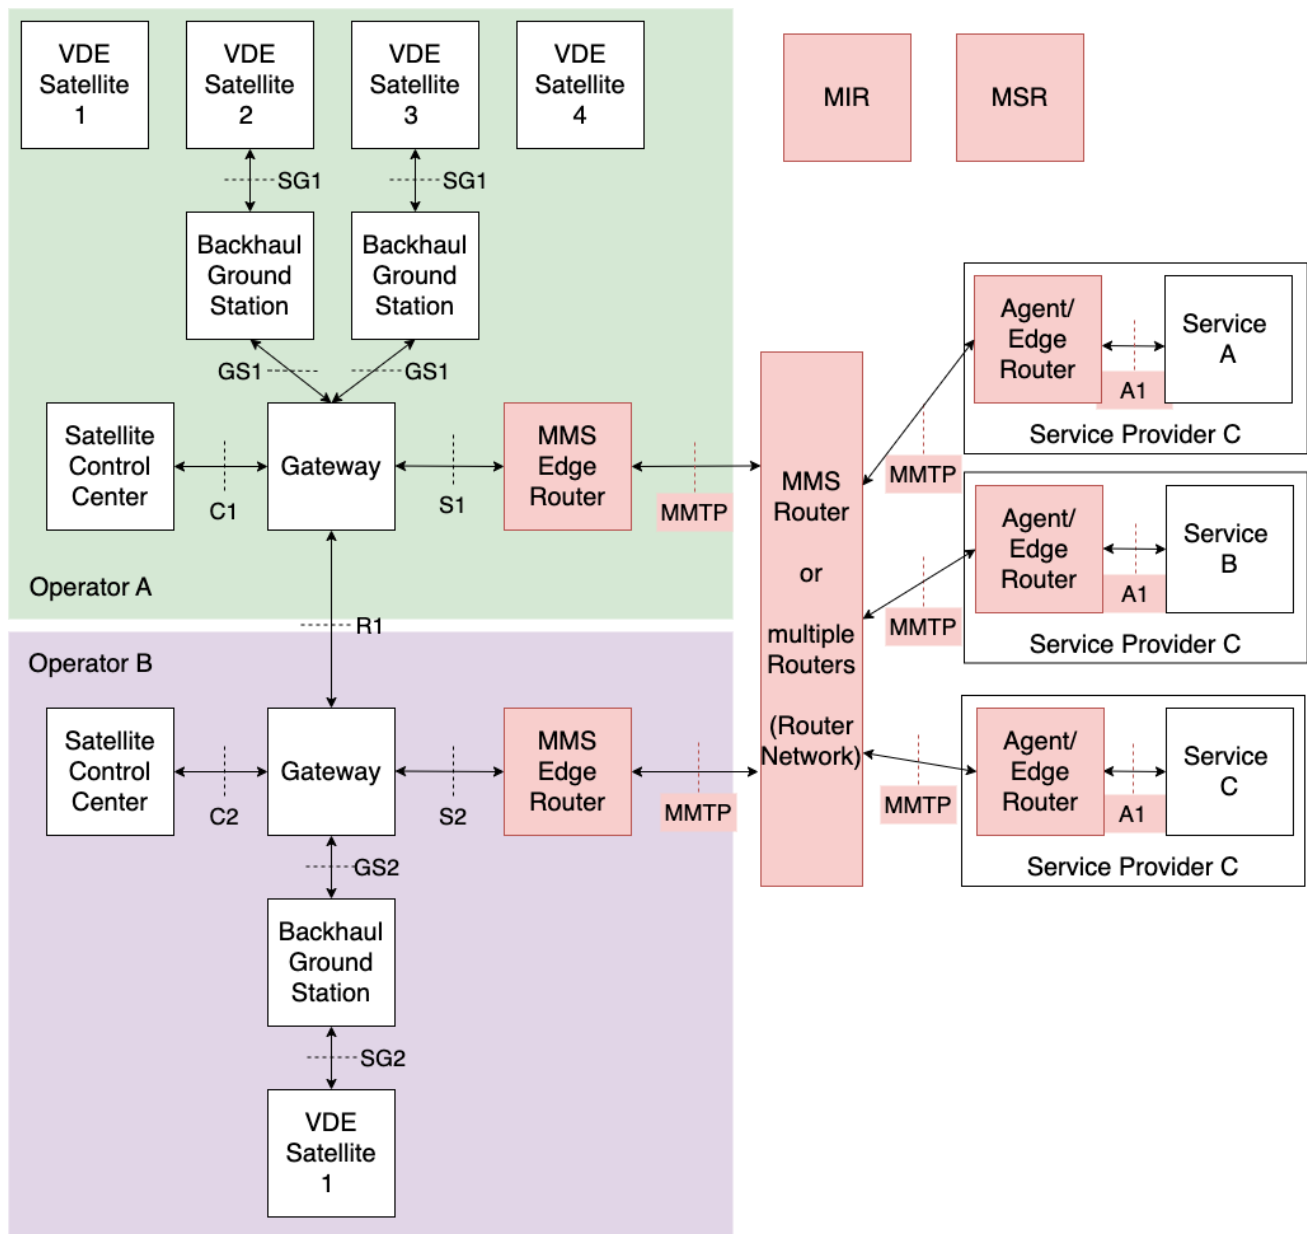 VDE
Satellite
1
VDE
Satellite
2
VDE
Satellite
3
VDE
Satellite
4
MIR
MSR
SG1
SG1
Backhaul
Ground
Station
Backhaul
Ground
Station
GS1
GS1
Satellite
Control
Center
C1
Gateway
S1
MMS
Edge
Router
MMTP
Operator A
R1
Operator B
Satellite
Control
Center
C2
Gateway
S2
MMS
Edge
Router
MMTP
GS2
Backhaul
Ground
Station
SG2
VDE
Satellite
1
MMS
Router
or
multiple
Routers
(Router
Network)
MMTP
Agent/
Edge
Router
A1
Service
A
Service Provider C
MMTP
Agent/
Edge
Router
A1
Service
B
Service Provider C
MMTP
Agent/
Edge
Router
A1
Service
C
Service Provider C